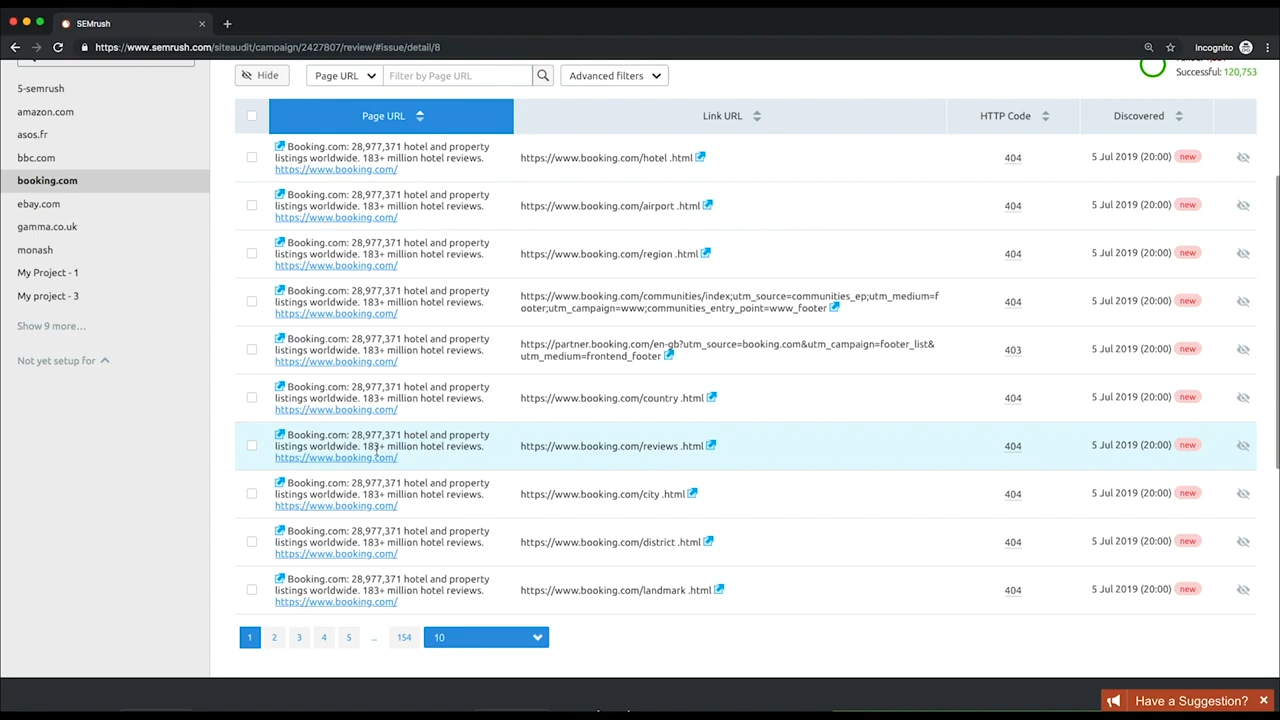 SEMrush
https://www.semrush.com/siteaudit/campaign/2427807/review/#issue/detail/8
Incognito
5-semrush
amazon.com
asos.fr
bbc.com
booking.com
ebay.com
gamma.co.uk
monash
My Project - 1
My project - 3
Show 9 more...
Not yet setup for
Hide
Page URL
Filter by Page URL
Advanced filters
Successful: 120,753
Page URL Link URL HTTP Code Discovered
Booking.com: 28,977,371 hotel and property
listings worldwide. 183+ million hotel reviews.
https://www.booking.com/
https://www.booking.com/hotel .html
404
5 Jul 2019 (20:00) new
Booking.com: 28,977,371 hotel and property
listings worldwide. 183+ million hotel reviews.
https://www.booking.com/
https://www.booking.com/airport .html
404
5 Jul 2019 (20:00) new
Booking.com: 28,977,371 hotel and property
listings worldwide. 183+ million hotel reviews.
https://www.booking.com/
https://www.booking.com/region .html
404
5 Jul 2019 (20:00) new
Booking.com: 28,977,371 hotel and property
listings worldwide. 183+ million hotel reviews.
https://www.booking.com/
https://www.booking.com/communities/index;utm_source=communities_ep;utm_medium=f
ooter;utm_campaign=www;communities_entry_point=www_footer
404
5 Jul 2019 (20:00) new
Booking.com: 28,977,371 hotel and property
listings worldwide. 183+ million hotel reviews.
https://www.booking.com/
https://partner.booking.com/en-gb?utm_source=booking.com&utm_campaign=footer_list&
utm_medium=frontend_footer
403
5 Jul 2019 (20:00) new
Booking.com: 28,977,371 hotel and property
listings worldwide. 183+ million hotel reviews.
https://www.booking.com/
https://www.booking.com/country .html
404
5 Jul 2019 (20:00) new
Booking.com: 28,977,371 hotel and property
listings worldwide. 183+ million hotel reviews.
https://www.booking.com/
https://www.booking.com/reviews .html
404
5 Jul 2019 (20:00) new
Booking.com: 28,977,371 hotel and property
listings worldwide. 183+ million hotel reviews.
https://www.booking.com/
https://www.booking.com/city .html
404
5 Jul 2019 (20:00) new
Booking.com: 28,977,371 hotel and property
listings worldwide. 183+ million hotel reviews.
https://www.booking.com/
https://www.booking.com/district .html
404
5 Jul 2019 (20:00) new
Booking.com: 28,977,371 hotel and property
listings worldwide. 183+ million hotel reviews.
https://www.booking.com/
https://www.booking.com/landmark .html
404
5 Jul 2019 (20:00) new
1 2 3 4 5 ... 154 10
Have a Suggestion?